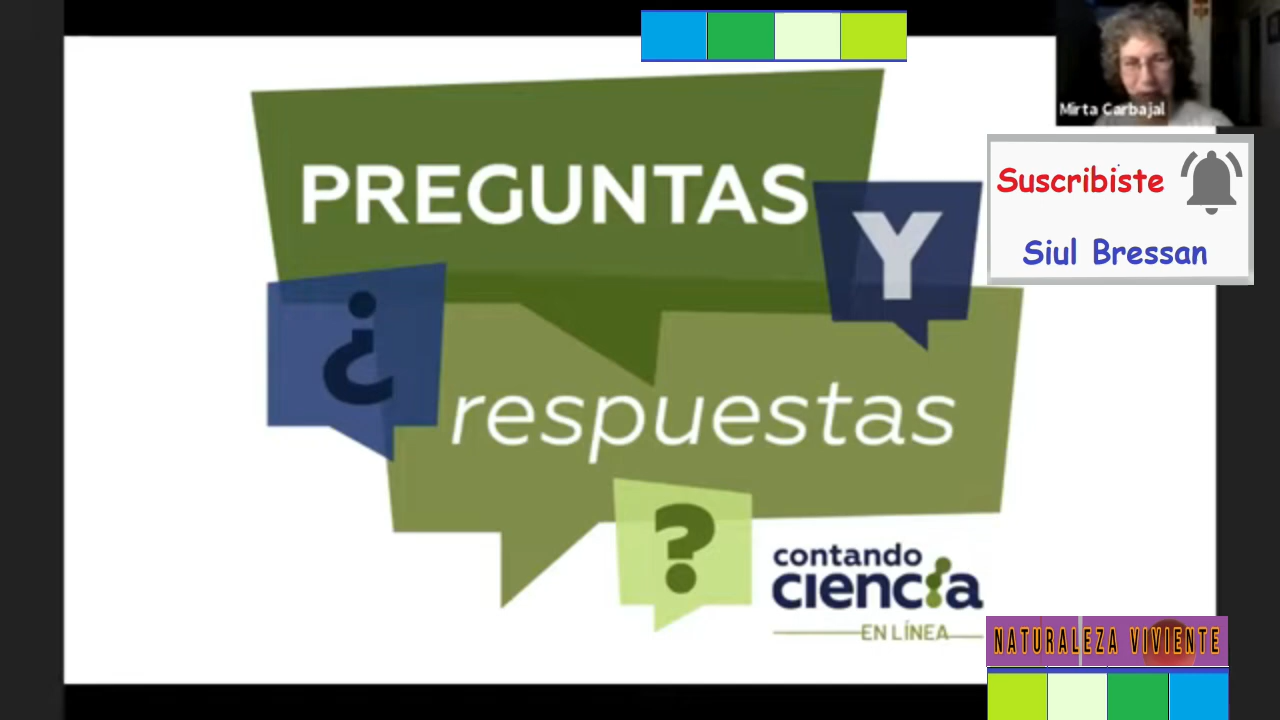 Mirta Carbajal
PREGUNTAS
Y
¿
respuestas
?
Suscribiste
Siul Bressan
contando
ciencia
EN LÍNEA
NATURALEZA VIVIENTE